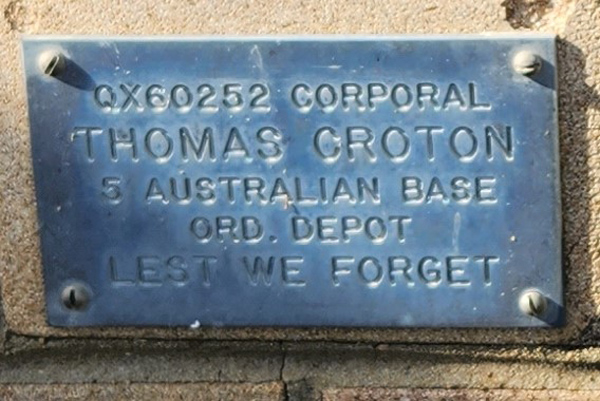 QX60252 CORPORAL
THOMAS CROTON
5 AUSTRALIAN BASE
ORD. DEPOT
LEST WE FORGET